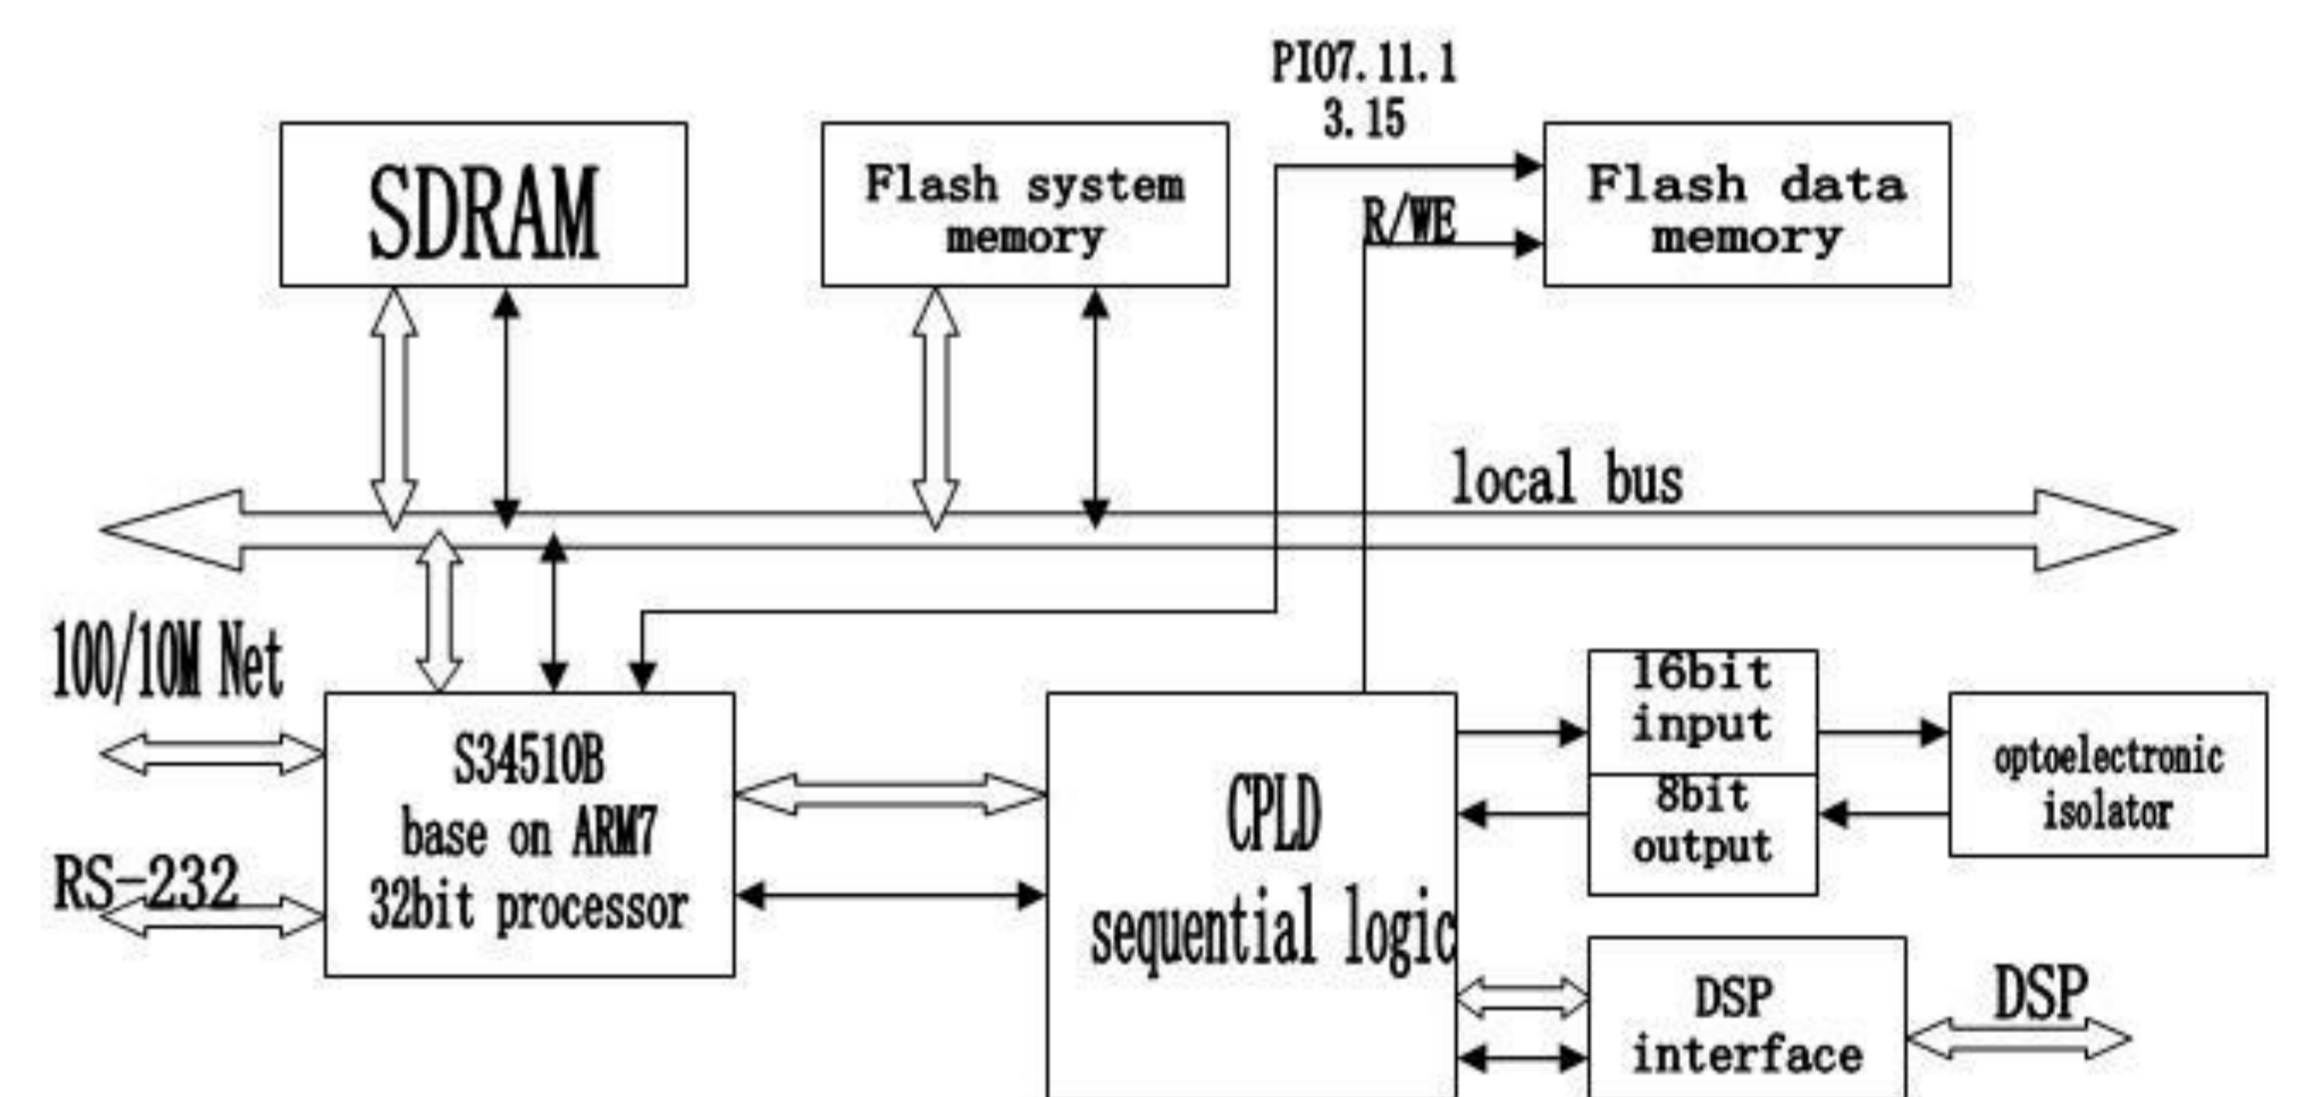 PIO7.11.1
3.15
SDRAM
Flash system
memory
R/WE
Flash data
memory
local bus
100/10M Net
RS-232
S34510B
base on ARM7
32bit processor
CPLD
sequential logic
16bit
input
8bit
output
optoelectronic
isolator
DSP
interface
DSP